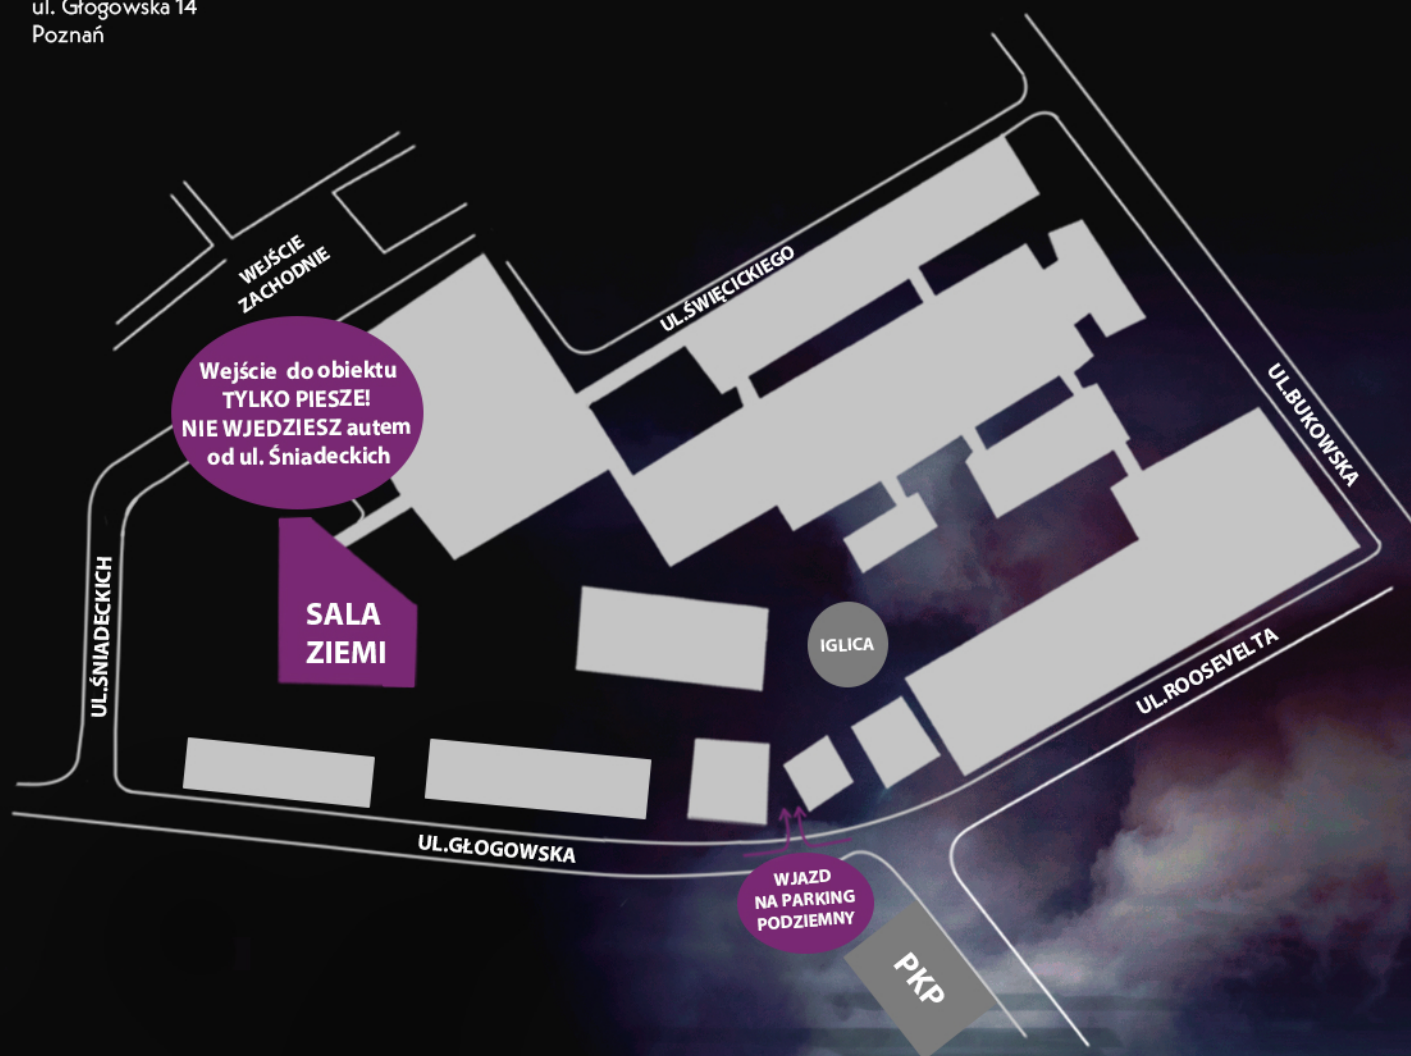 ul. Głogowska 14
Poznań
WEJŚCIE
ZACHODNIE
UL.ŚWIĘCICKIEGO
Wejście do obiektu
TYLKO PIESZE!
NIE WJEDZIESZ autem
od ul. Śniadeckich
UL.BUKOWSKA
UL.ŚNIADECKICH
SALA
ZIEMI
IGLICA
UL.ROOSEVELTA
UL.GŁOGOWSKA
WJAZD
NA PARKING
PODZIEMNY
PKP